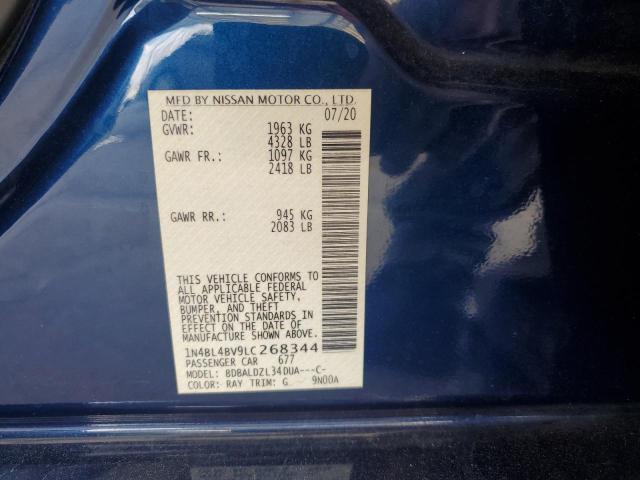 MFD BY NISSAN MOTOR CO., LTD.
DATE: 07/20
GVWR: 1963 KG
4328 LB
GAWR FR.: 1097 KG
2418 LB
GAWR RR.: 945 KG
2083 LB
THIS VEHICLE CONFORMS TO
ALL APPLICABLE FEDERAL
MOTOR VEHICLE SAFETY,
BUMPER, AND THEFT
PREVENTION STANDARDS IN
EFFECT ON THE DATE OF
MANUFACTURE SHOWN ABOVE.
1N4BL4BV9LC268344
PASSENGER CAR 677
MODEL: BDBALDZL34DUA---C-
COLOR: RAY TRIM: G 9N00A